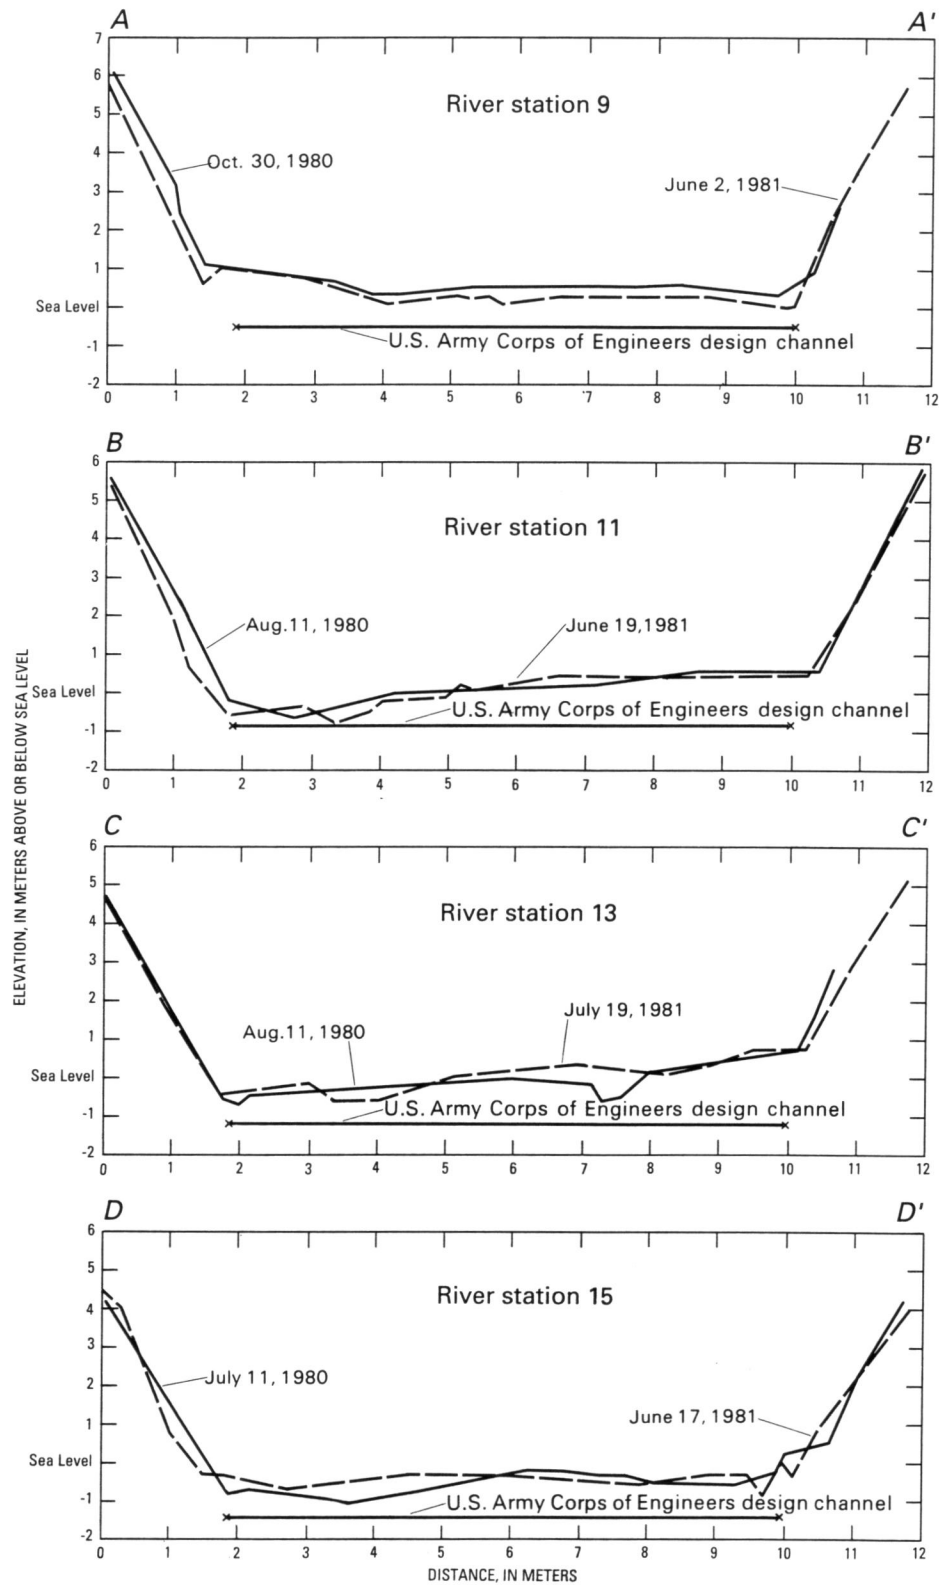 A A'
7
6
River station 9
5
4
Oct. 30, 1980
3
June 2, 1981
2
1
Sea Level
U.S. Army Corps of Engineers design channel
-1
-2
0 1 2 3 4 5 6 7 8 9 10 11 12
B B'
6
5
River station 11
4
3
2
Aug.11, 1980 June 19,1981
1
Sea Level
U.S. Army Corps of Engineers design channel
-1
-2
0 1 2 3 4 5 6 7 8 9 10 11 12
ELEVATION, IN METERS ABOVE OR BELOW SEA LEVEL
C C'
6
5
River station 13
4
3
2
July 19, 1981
Aug.11, 1980
1
Sea Level
U.S. Army Corps of Engineers design channel
-1
-2
0 1 2 3 4 5 6 7 8 9 10 11 12
D D'
6
5
River station 15
4
3
July 11, 1980
2
June 17, 1981
1
Sea Level
U.S. Army Corps of Engineers design channel
-1
-2
0 1 2 3 4 5 6 7 8 9 10 11 12
DISTANCE, IN METERS